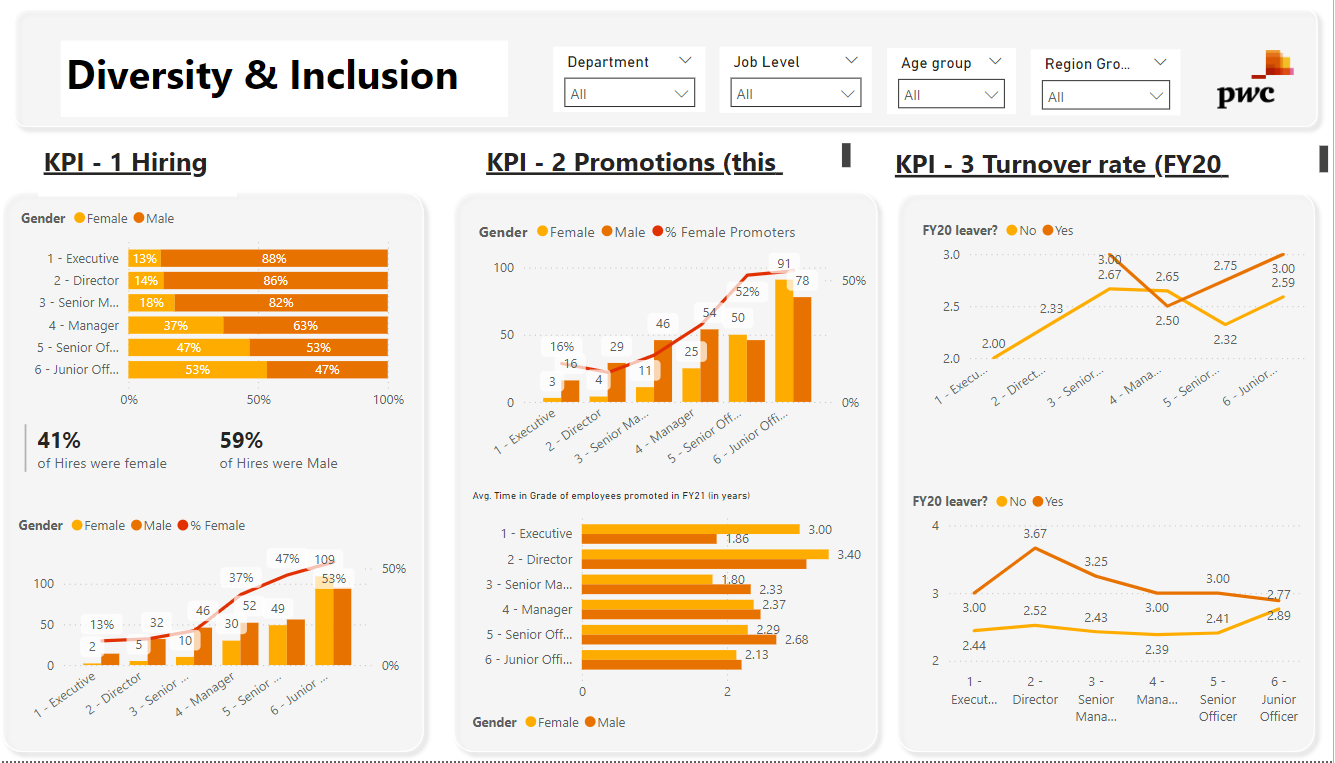 Diversity & Inclusion
Department
All
Job Level
All
Age group
All
Region Gro...
All
pwc
KPI - 1 Hiring
Gender Female Male
1 - Executive 13% 88%
2 - Director 14% 86%
3 - Senior M... 18% 82%
4 - Manager 37% 63%
5 - Senior Of... 47% 53%
6 - Junior Off... 53% 47%
0% 50% 100%
41% 59%
of Hires were female of Hires were Male
Gender Female Male % Female
100
50
0
50%
0%
13%
37%
47%
53%
2
5
32
10
46
30
52
49
109
1 - Executive
2 - Director
3 - Senior ...
4 - Manager
5 - Senior ...
6 - Junior ...
KPI - 2 Promotions (this
Gender Female Male % Female Promoters
100
50
0
50%
0%
16%
52%
3
16
4
29
11
46
25
54
50
91
78
1 - Executive
2 - Director
3 - Senior Ma...
4 - Manager
5 - Senior Off...
6 - Junior Offi...
Avg. Time in Grade of employees promoted in FY21 (in years)
1 - Executive 3.00
1.86
2 - Director 3.40
3 - Senior Ma... 1.80
2.33
4 - Manager 2.37
5 - Senior Off... 2.29
2.68
6 - Junior Offi... 2.13
0 2
Gender Female Male
KPI - 3 Turnover rate (FY20
FY20 leaver? No Yes
3.0
2.5
2.0
2.00
2.33
3.00
2.67
2.65
2.50
2.75
2.32
3.00
2.59
1 - Execu...
2 - Direct...
3 - Senior...
4 - Mana...
5 - Senior...
6 - Junior...
FY20 leaver? No Yes
4
3
2
3.00
3.67
3.25
3.00
3.00
2.77
2.44
2.52
2.43
2.39
2.41
2.89
1 -
Execut...
2 -
Director
3 -
Senior
Mana...
4 -
Mana...
5 -
Senior
Officer
6 -
Junior
Officer